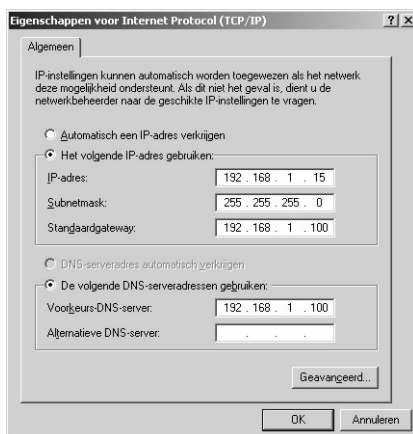 Eigenschappen voor Internet Protocol (TCP/IP)
Algemeen
IP-instellingen kunnen automatisch worden toegewezen als het netwerk
deze mogelijkheid ondersteunt. Als dit niet het geval is, dient u de
netwerkbeheerder naar de geschikte IP-instellingen te vragen.
Automatisch een IP-adres verkrijgen
Het volgende IP-adres gebruiken:
IP-adres: 192 . 168 . 1 . 15
Subnetmask: 255 . 255 . 255 . 0
Standaardgateway: 192 . 168 . 1 . 100
DNS-serveradres automatisch verkrijgen
De volgende DNS-serveradressen gebruiken:
Voorkeurs-DNS-server: 192 . 168 . 1 . 100
Alternatieve DNS-server: . . .
Geavanceerd...
OK Annuleren